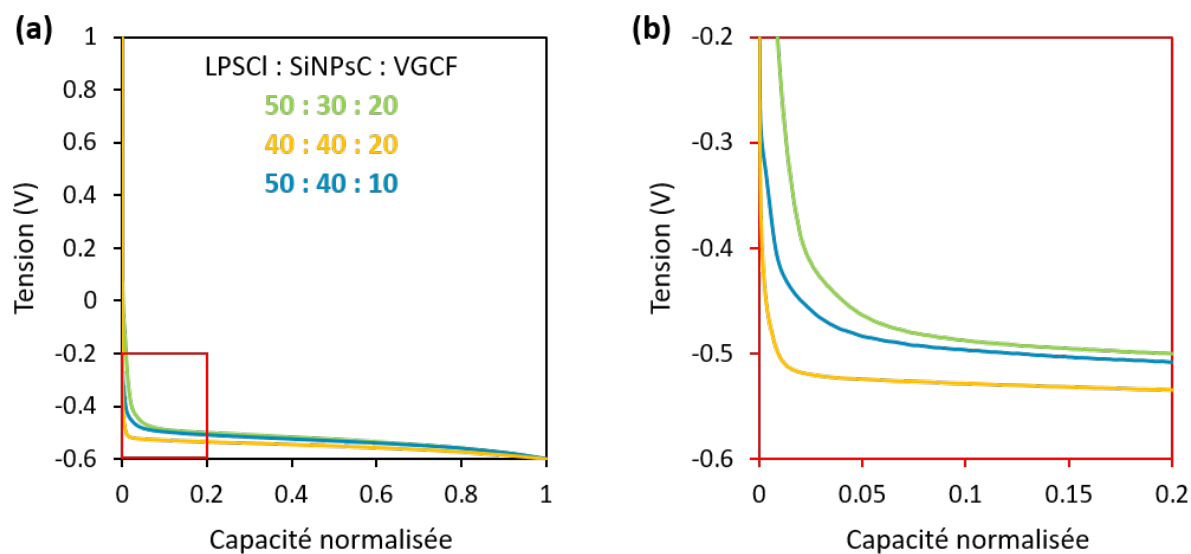 (a)
1
0.8
0.6
0.4
0.2
0
-0.2
-0.4
-0.6
Tension (V)
LPSCl : SiNPsC : VGCF
50 : 30 : 20
40 : 40 : 20
50 : 40 : 10
0 0.2 0.4 0.6 0.8 1
Capacité normalisée
(b)
-0.2
-0.3
-0.4
-0.5
-0.6
Tension (V)
0 0.05 0.1 0.15 0.2
Capacité normalisée